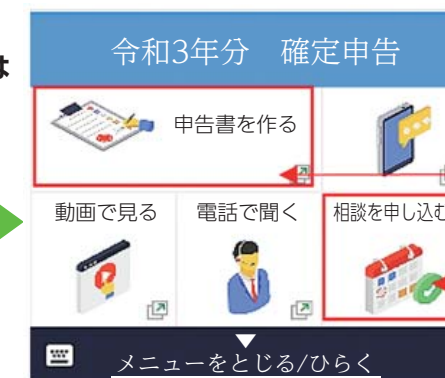 は
令和3年分 確定申告
申告書を作る
動画で見る
電話で聞く
相談を申し込む
メニューをとじる/ひらく